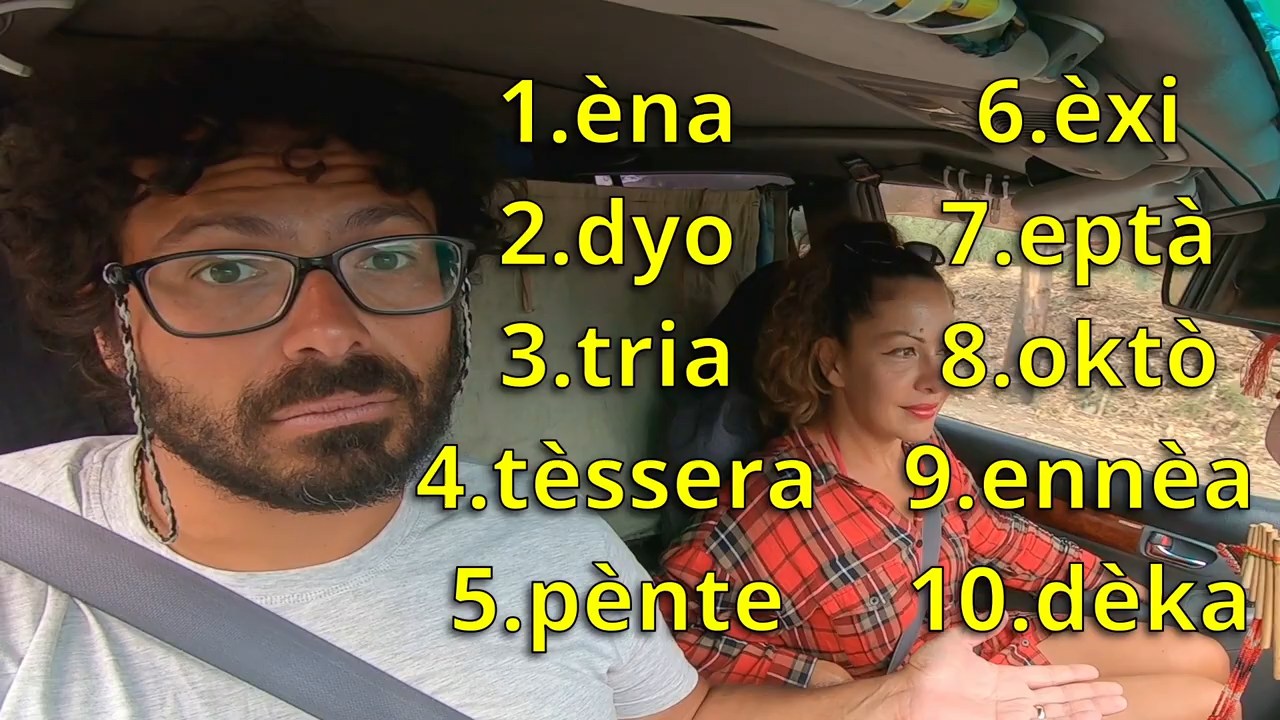 1.èna
2.dyo
3.tria
4.tèssera
5.pènte
6.èxi
7.eptà
8.oktò
9.ennèa
10.dèka